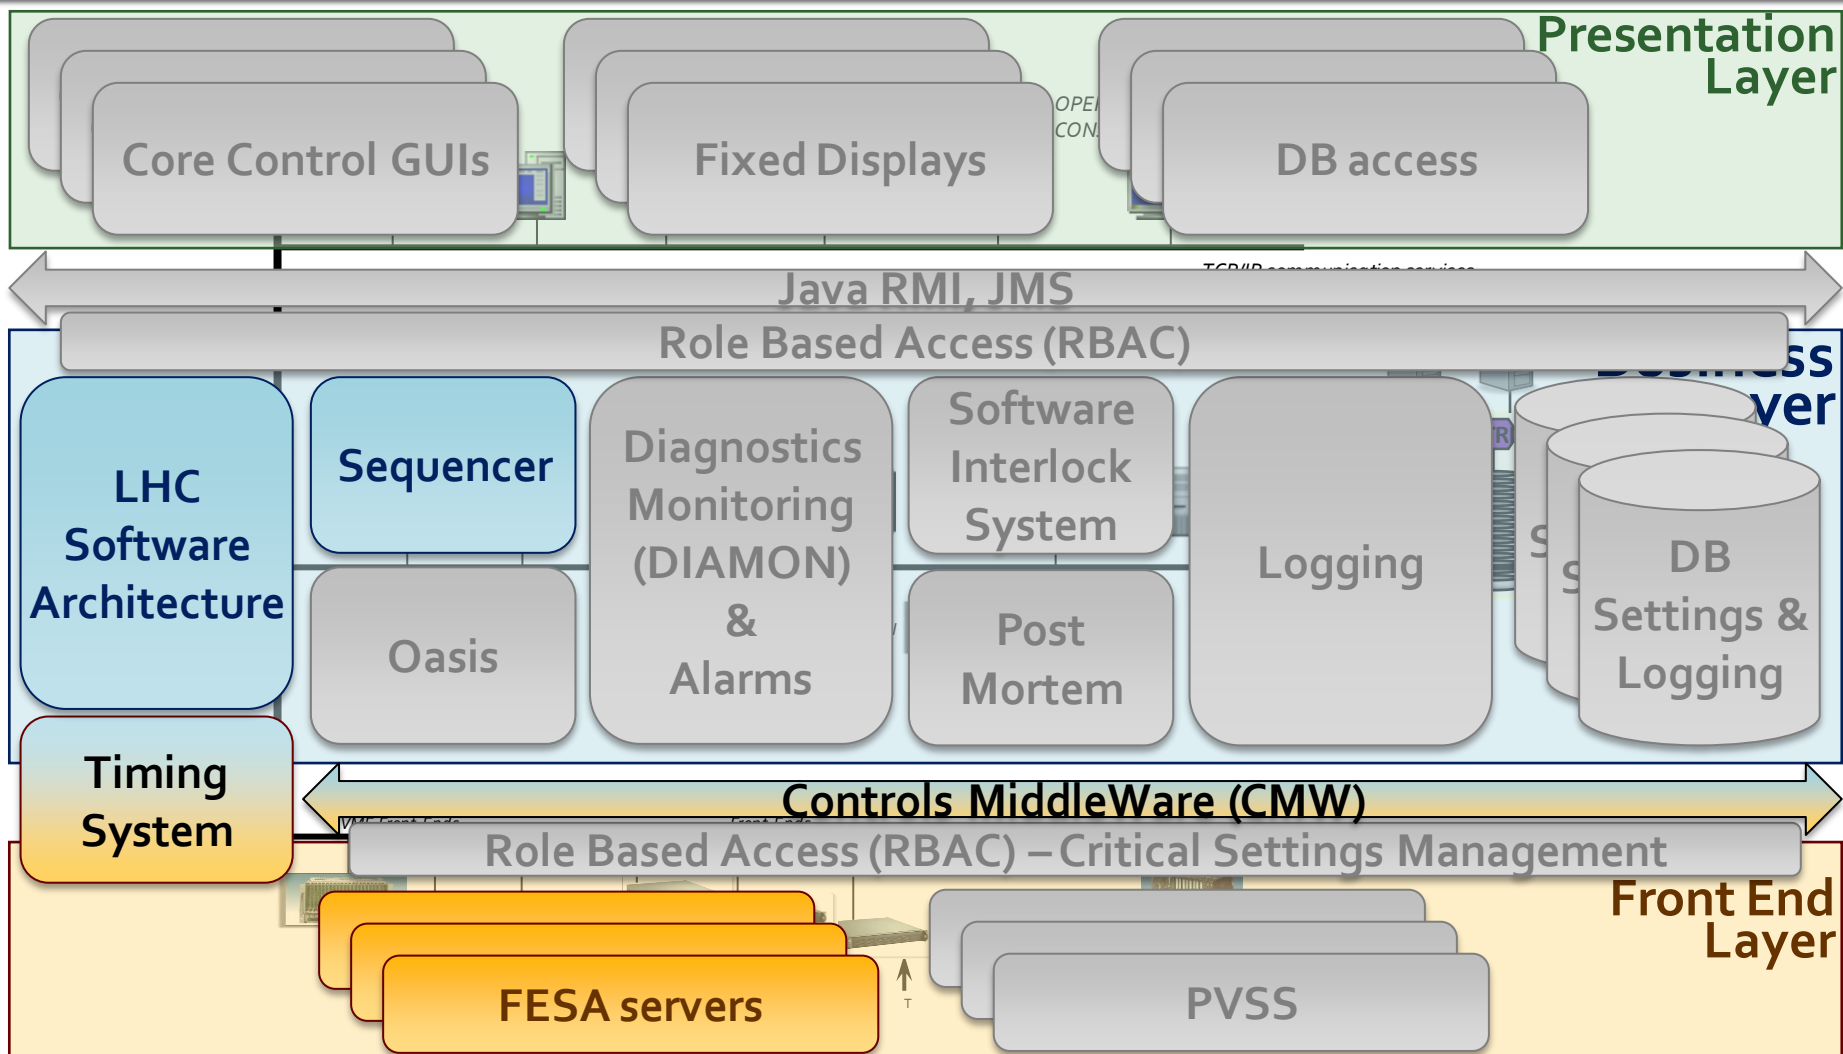 Presentation
Layer
Core Control GUIs
Fixed Displays
DB access
Java RMI, JMS
Role Based Access (RBAC)
LHC
Software
Architecture
Sequencer
Oasis
Diagnostics
Monitoring
(DIAMON)
&
Alarms
Software
Interlock
System
Post
Mortem
Logging
S
S
DB
Settings &
Logging
Timing
System
Controls MiddleWare (CMW)
Role Based Access (RBAC) – Critical Settings Management
Front End
Layer
FESA servers
T
PVSS